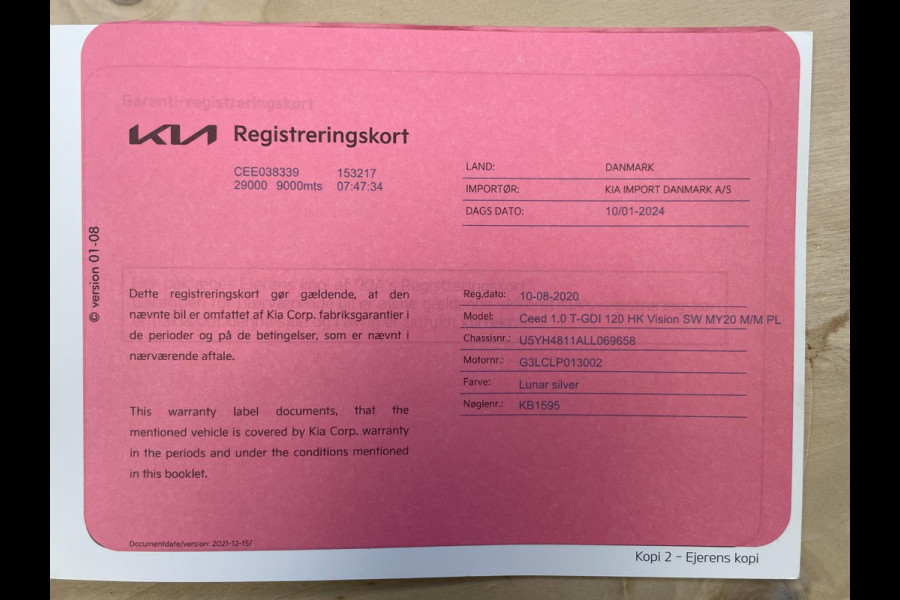 Garanti-registreringskort
KIA Registreringskort
CEE038339 153217
29000 9000mts 07:47:34
LAND: DANMARK
IMPORTØR: KIA IMPORT DANMARK A/S
DAGS DATO: 10/01-2024
© version 01-08
Dette registreringskort gør gældende, at den
nævnte bil er omfattet af Kia Corp. fabriksgarantier i
de perioder og på de betingelser, som er nævnt i
nærværende aftale.
This warranty label documents, that the
mentioned vehicle is covered by Kia Corp. warranty
in the periods and under the conditions mentioned
in this booklet.
Reg.dato: 10-08-2020
Model: Ceed 1.0 T-GDI 120 HK Vision SW MY20 M/M PL
Chassisnr.: U5YH4811ALL069658
Motornr.: G3LCLP013002
Farve: Lunar silver
Nøglenr.: KB1595
Documentdate/version: 2021-12-15/
Kopi 2 - Ejerens kopi